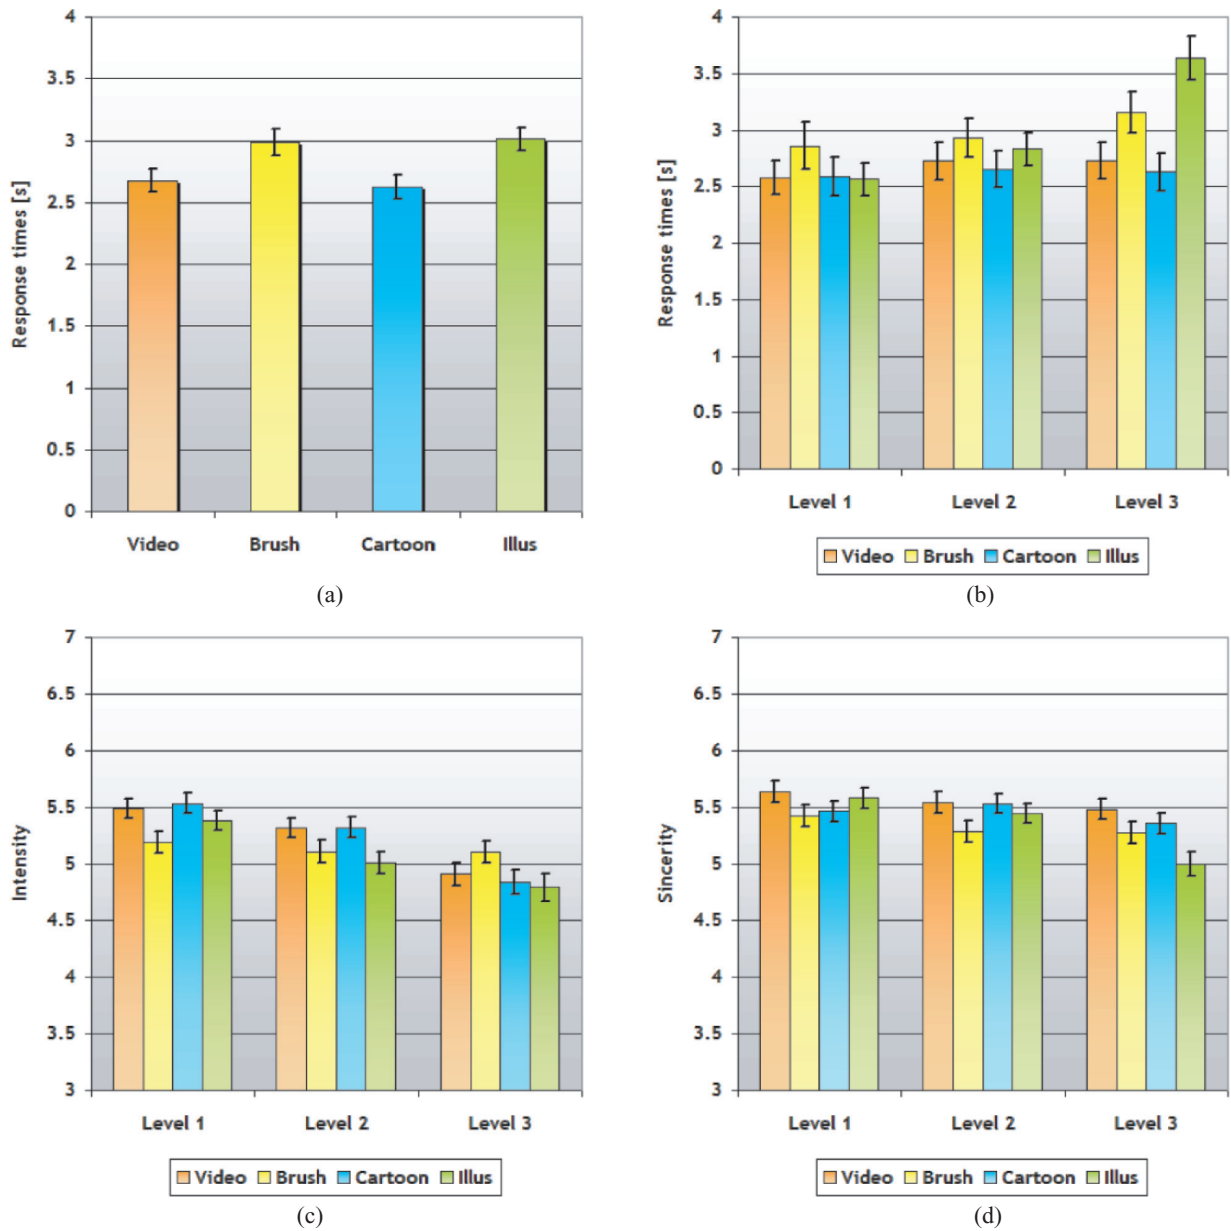 4
3.5
3
2.5
2
1.5
1
0.5
0
Response times [s]
Video Brush Cartoon Illus
(a)
4
3.5
3
2.5
2
1.5
1
0.5
0
Response times [s]
Level 1 Level 2 Level 3
Video Brush Cartoon Illus
(b)
7
6.5
6
5.5
5
4.5
4
3.5
3
Intensity
Level 1 Level 2 Level 3
Video Brush Cartoon Illus
(c)
7
6.5
6
5.5
5
4.5
4
3.5
3
Sincerity
Level 1 Level 2 Level 3
Video Brush Cartoon Illus
(d)